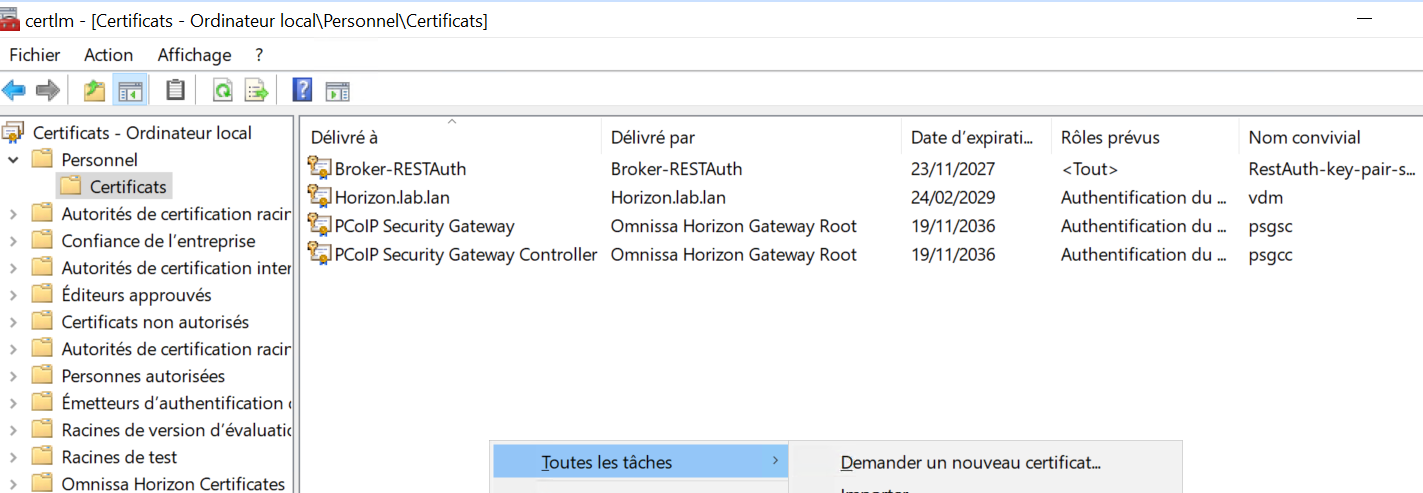 certlm - [Certificats - Ordinateur local\Personnel\Certificats]
Fichier Action Affichage ?
Certificats - Ordinateur local
Personnel
Certificats
Autorités de certification racin
Confiance de l'entreprise
Autorités de certification inter
Éditeurs approuvés
Certificats non autorisés
Autorités de certification racin
Personnes autorisées
Émetteurs d'authentification
Racines de version d'évaluatio
Racines de test
Omnissa Horizon Certificates
Délivré à Délivré par Date d'expirati... Rôles prévus Nom convivial
Broker-RESTAuth Broker-RESTAuth 23/11/2027 <Tout> RestAuth-key-pair-s...
Horizon.lab.lan Horizon.lab.lan 24/02/2029 Authentification du ... vdm
PCoIP Security Gateway Omnissa Horizon Gateway Root 19/11/2036 Authentification du ... psgsc
PCoIP Security Gateway Controller Omnissa Horizon Gateway Root 19/11/2036 Authentification du ... psgcc
Toutes les tâches
Demander un nouveau certificat...